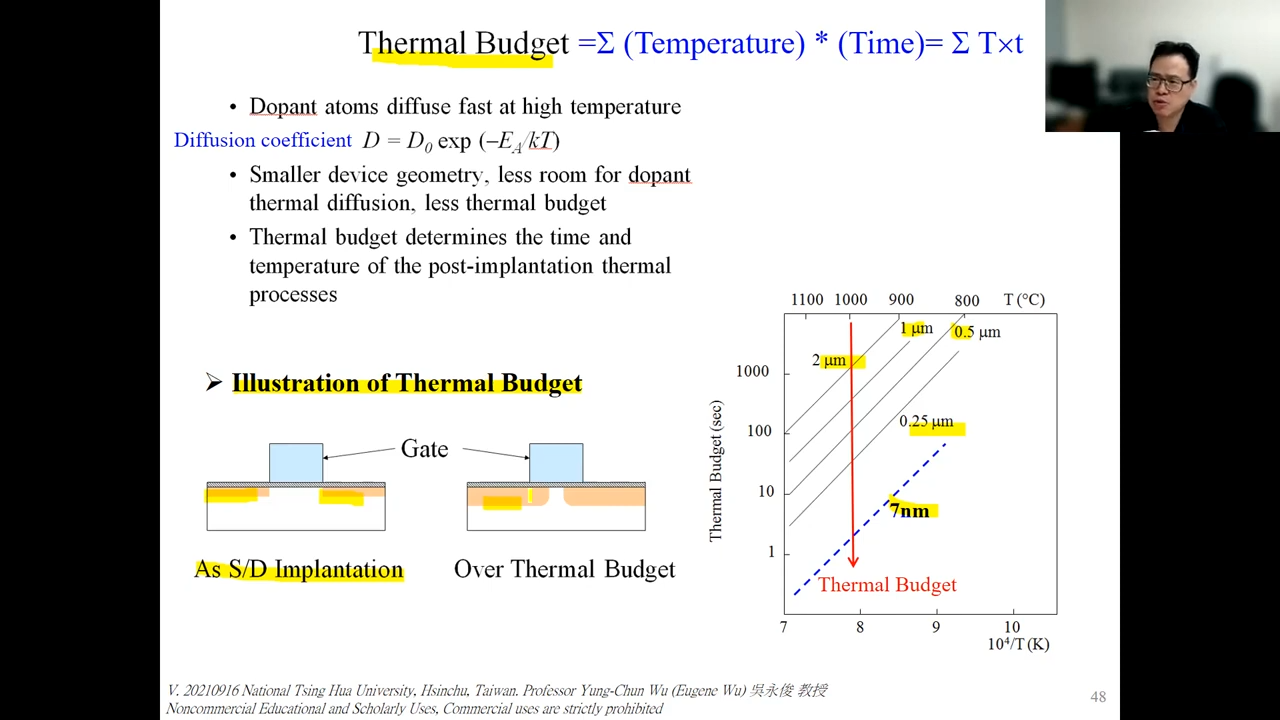 Thermal Budget =Σ (Temperature) * (Time)= Σ T×t
• Dopant atoms diffuse fast at high temperature
Diffusion coefficient D = D0 exp (–EA/kT)
• Smaller device geometry, less room for dopant
thermal diffusion, less thermal budget
• Thermal budget determines the time and
temperature of the post-implantation thermal
processes
➢ Illustration of Thermal Budget
Gate
As S/D Implantation
Over Thermal Budget
1100 1000 900 800 T (°C)
1 μm
0.5 μm
2 μm
1000
0.25 μm
100
10
7nm
1
Thermal Budget (sec)
Thermal Budget
7 8 9 10
10⁴/T (K)
V. 20210916 National Tsing Hua University, Hsinchu, Taiwan. Professor Yung-Chun Wu (Eugene Wu) 吳永俊 教授
Noncommercial Educational and Scholarly Uses, Commercial uses are strictly prohibited
48